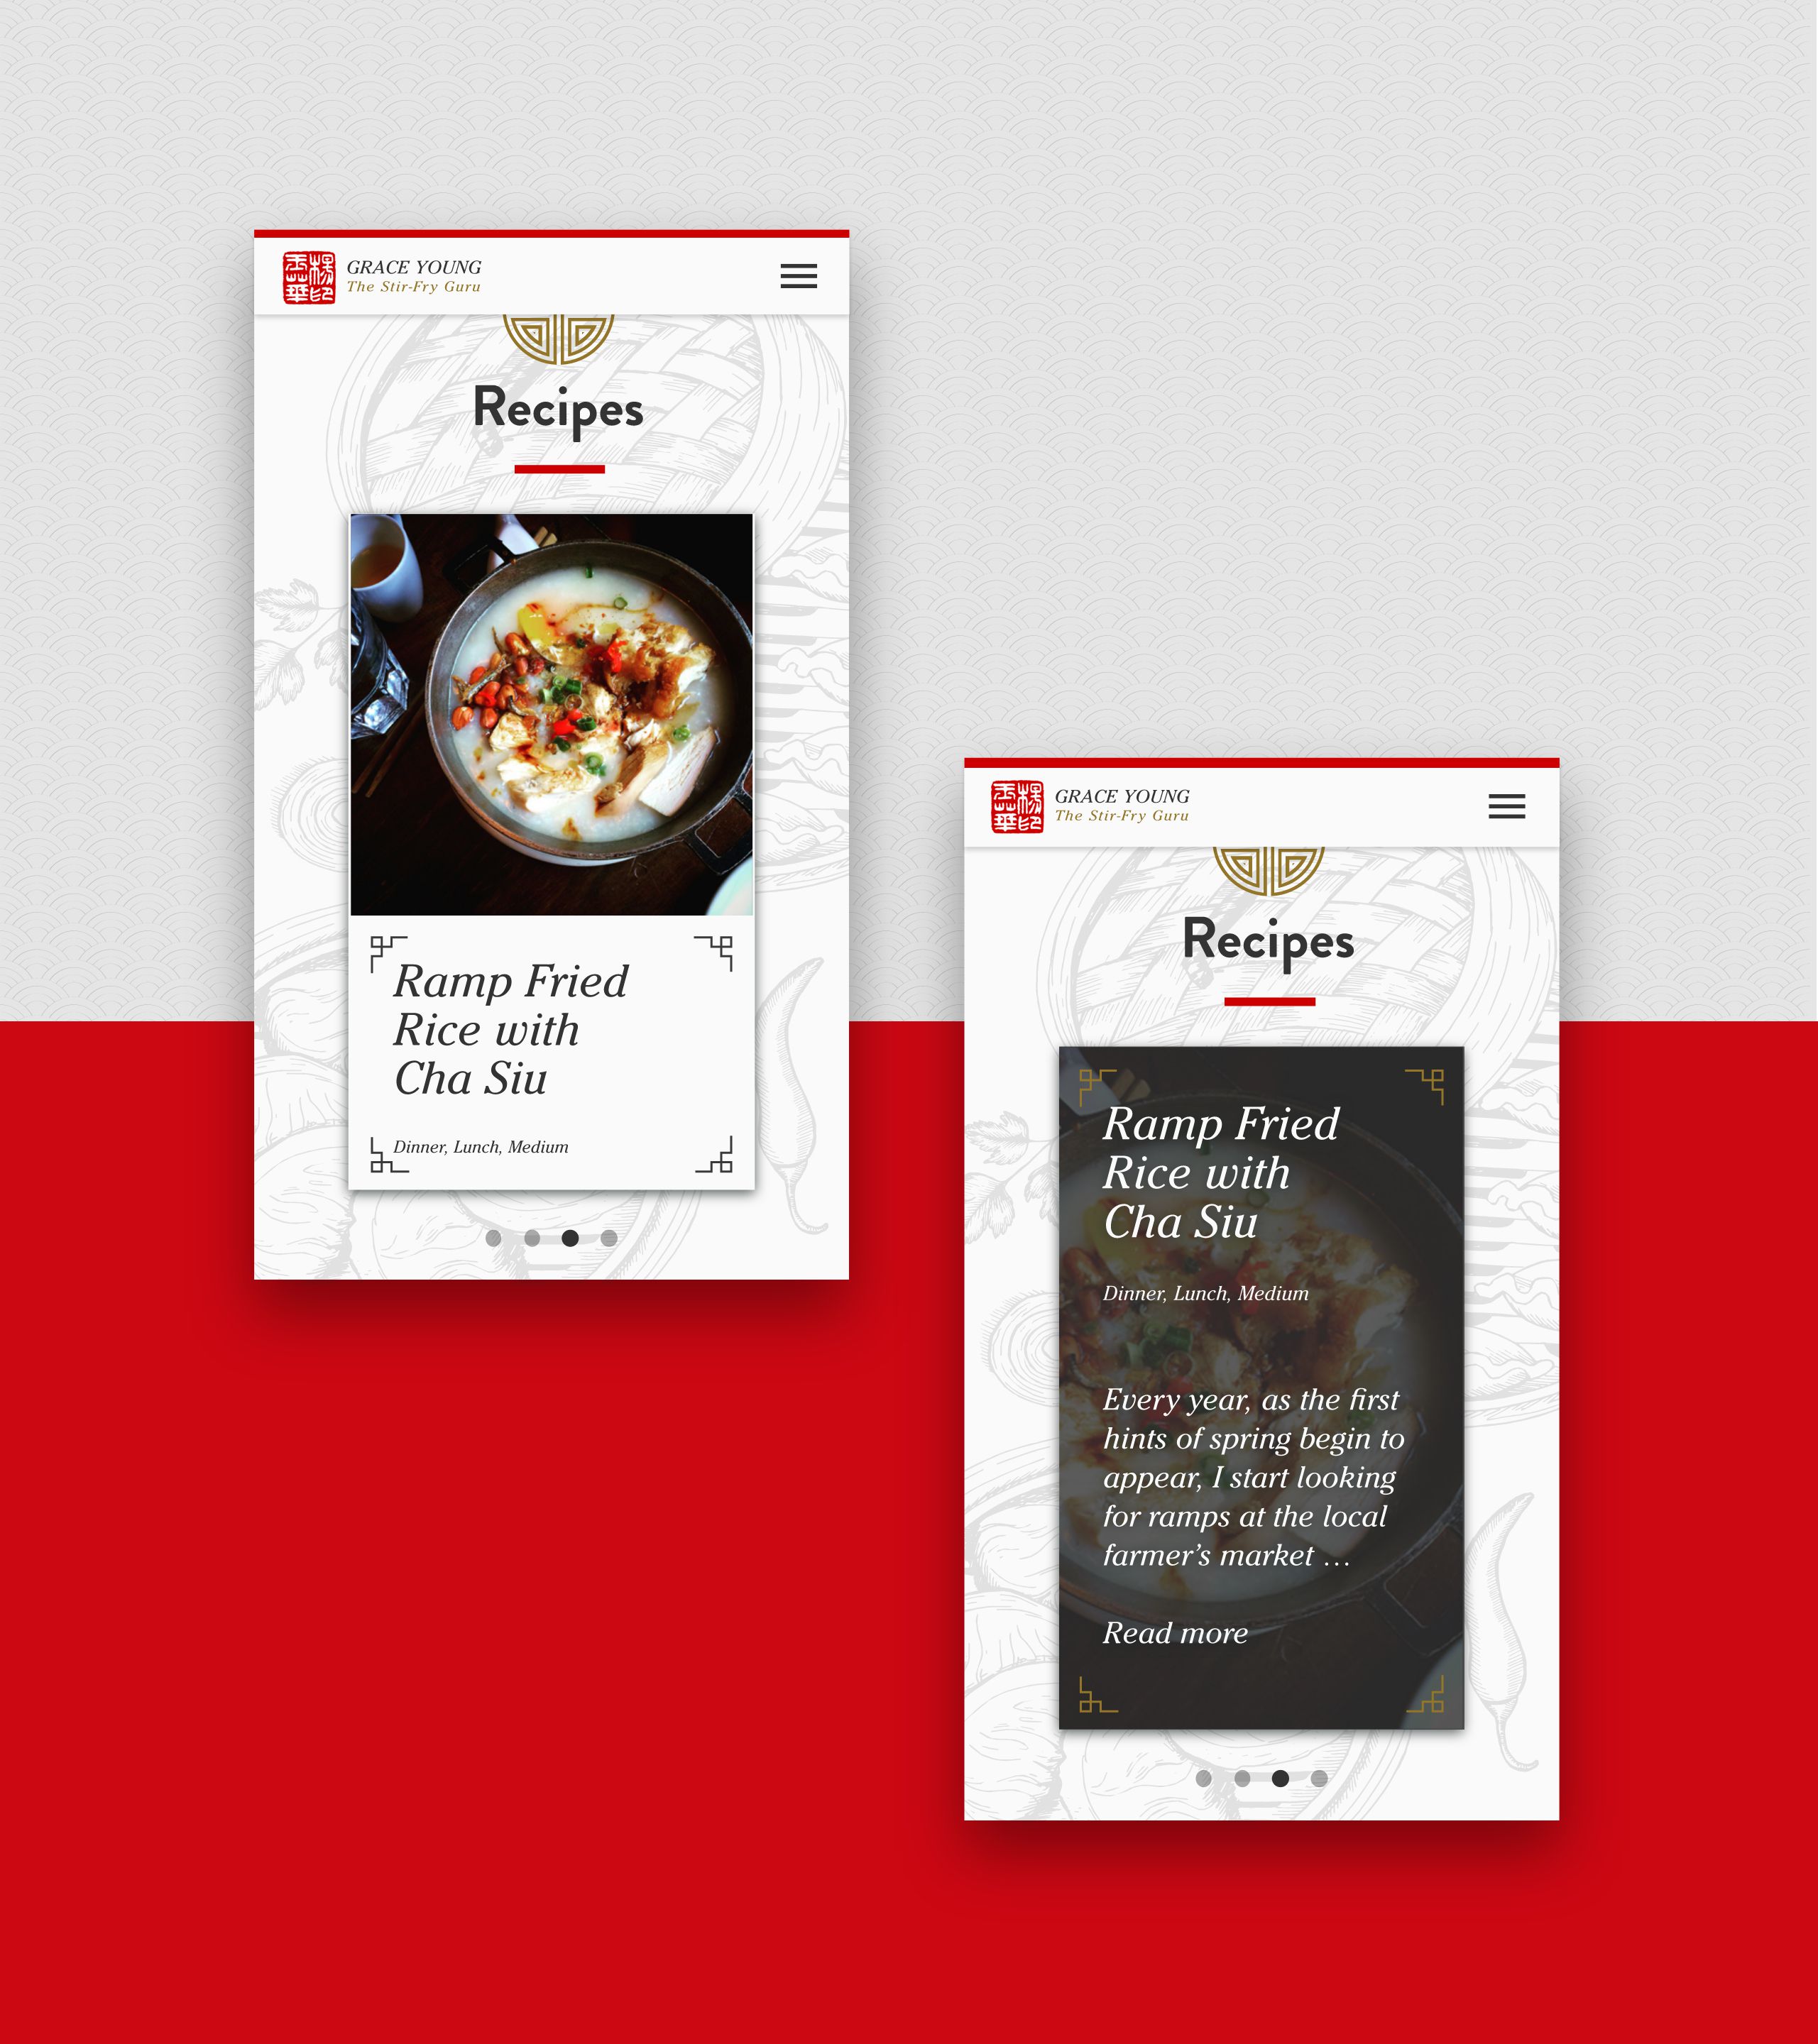 GRACE YOUNG
The Stir-Fry Guru
Recipes
Ramp Fried
Rice with
Cha Siu
Dinner, Lunch, Medium
GRACE YOUNG
The Stir-Fry Guru
Recipes
Ramp Fried
Rice with
Cha Siu
Dinner, Lunch, Medium
Every year, as the first
hints of spring begin to
appear, I start looking
for ramps at the local
farmer’s market …
Read more